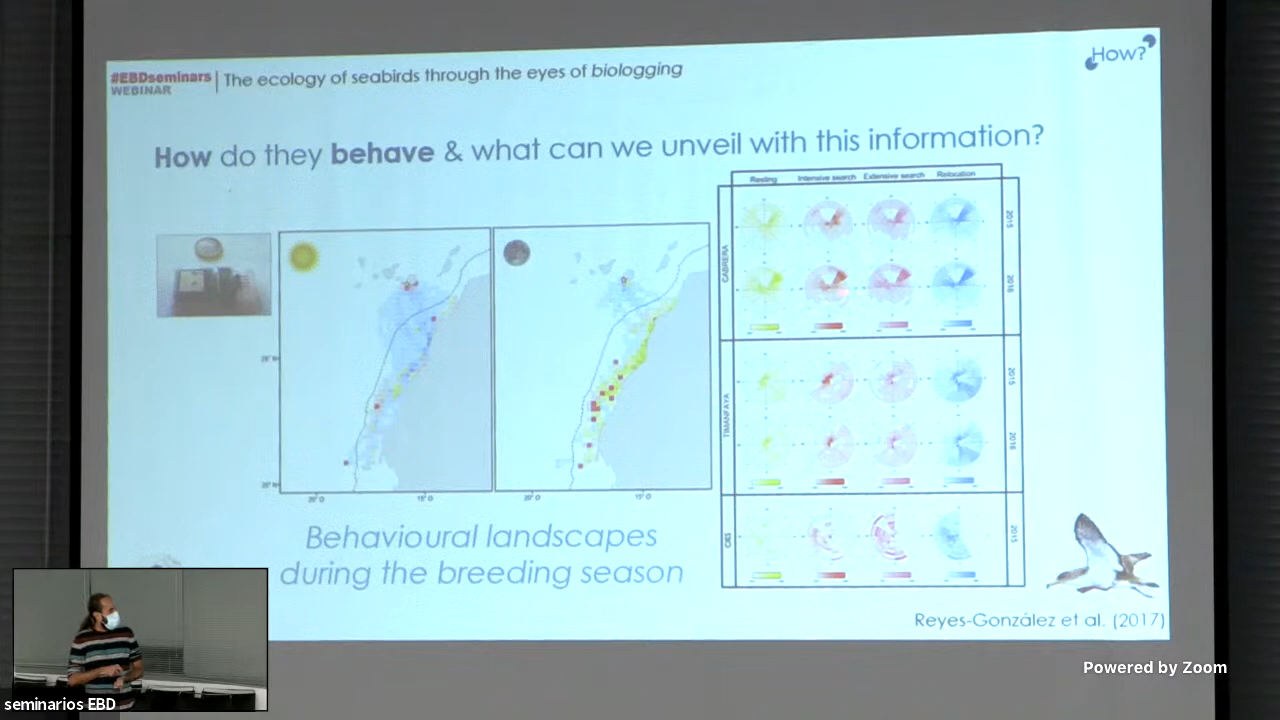 #EBDseminars
WEBINAR
The ecology of seabirds through the eyes of biologging
How?
How do they behave & what can we unveil with this information?
Resting
Intensive search
Extensive search
Relocation
CABRERA
2015
2016
TIMANFAYA
2015
2016
CIES
2015
15° O
Behavioural landscapes
during the breeding season
Reyes-González et al. (2017)
Powered by Zoom
seminarios EBD